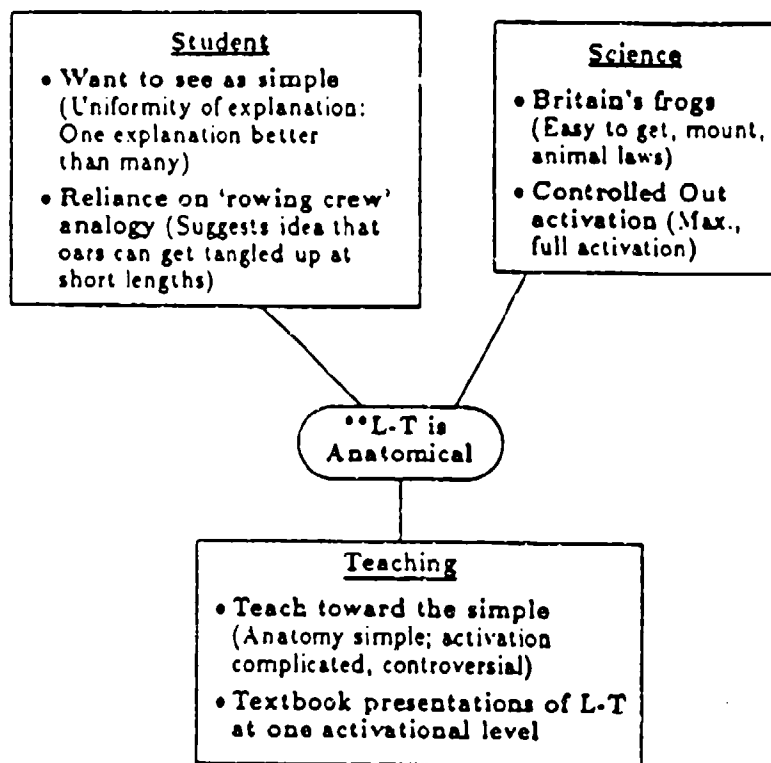 Student
• Want to see as simple
(Uniformity of explanation:
One explanation better
than many)
• Reliance on 'rowing crew'
analogy (Suggests idea that
oars can get tangled up at
short lengths)
Science
• Britain's frogs
(Easy to get, mount,
animal laws)
• Controlled Out
activation (Max.,
full activation)
**L-T is
Anatomical
Teaching
• Teach toward the simple
(Anatomy simple; activation
complicated, controversial)
• Textbook presentations of L-T
at one activational level